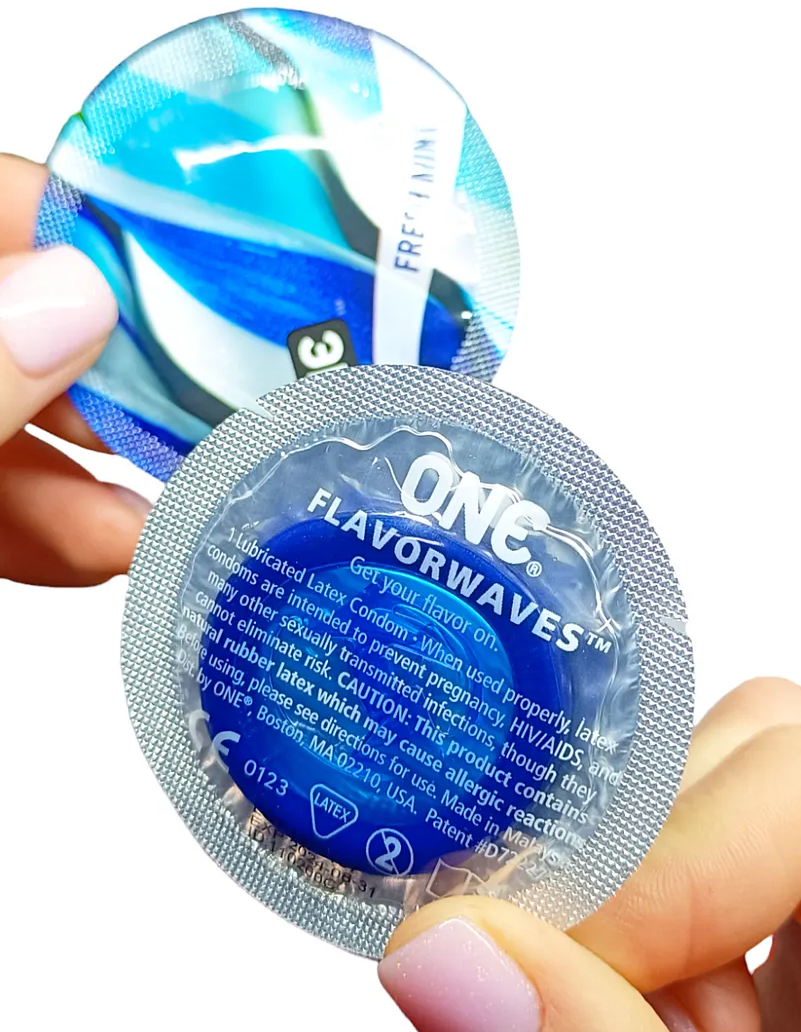 FRESH MINT
ONE
ONE®
FLAVORWAVES™
Get your flavor on.
1 Lubricated Latex Condom • When used properly, latex
condoms are intended to prevent pregnancy, HIV/AIDS, and
many other sexually transmitted infections, though they
cannot eliminate risk. CAUTION: This product contains
natural rubber latex which may cause allergic reactions.
Before using, please see directions for use. Made in Malaysia
Dist by ONE® Boston, MA 02210, USA. Patent
CE 0123
LATEX
2